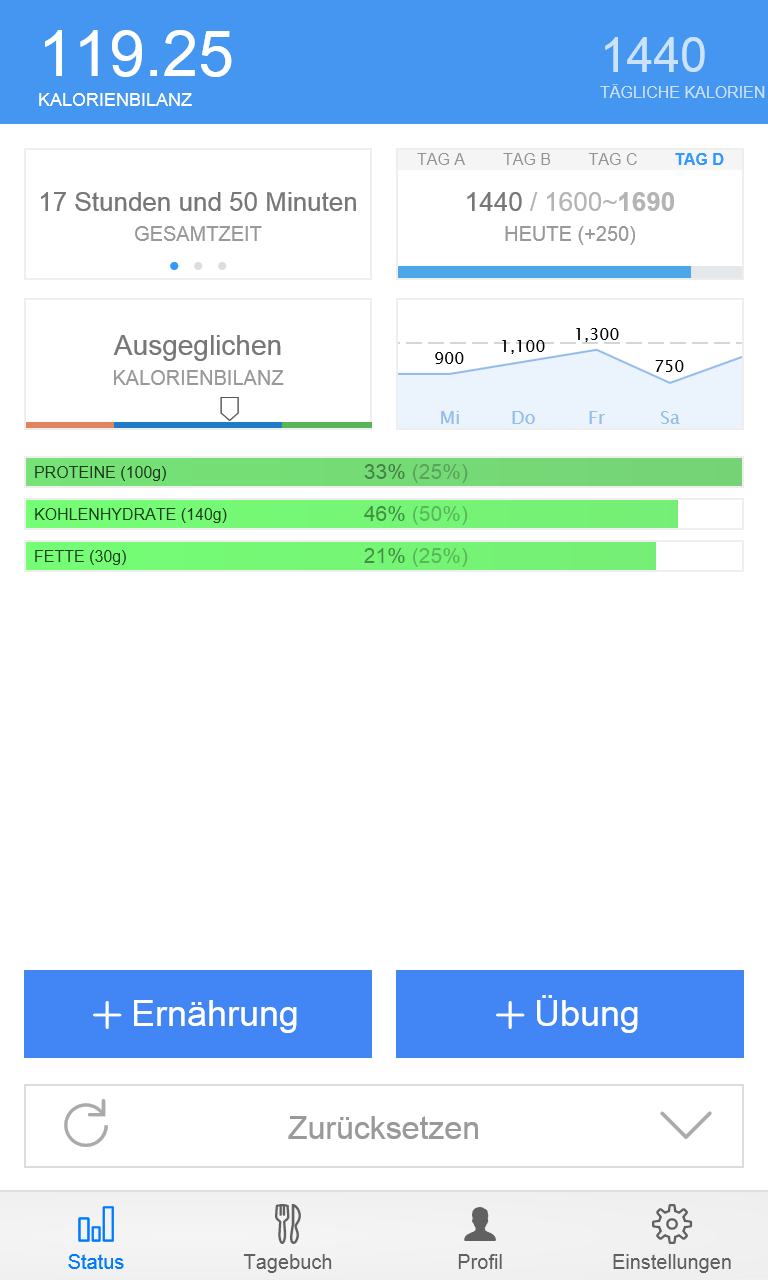 119.25
KALORIENBILANZ
1440
TÄGLICHE KALORIEN
17 Stunden und 50 Minuten
GESAMTZEIT
TAG A TAG B TAG C TAG D
1440 / 1600~1690
HEUTE (+250)
Ausgeglichen
KALORIENBILANZ
900 1,100 1,300 750
Mi Do Fr Sa
PROTEINE (100g) 33% (25%)
KOHLENHYDRATE (140g) 46% (50%)
FETTE (30g) 21% (25%)
+ Ernährung
+ Übung
Zurücksetzen
Status Tagebuch Profil Einstellungen